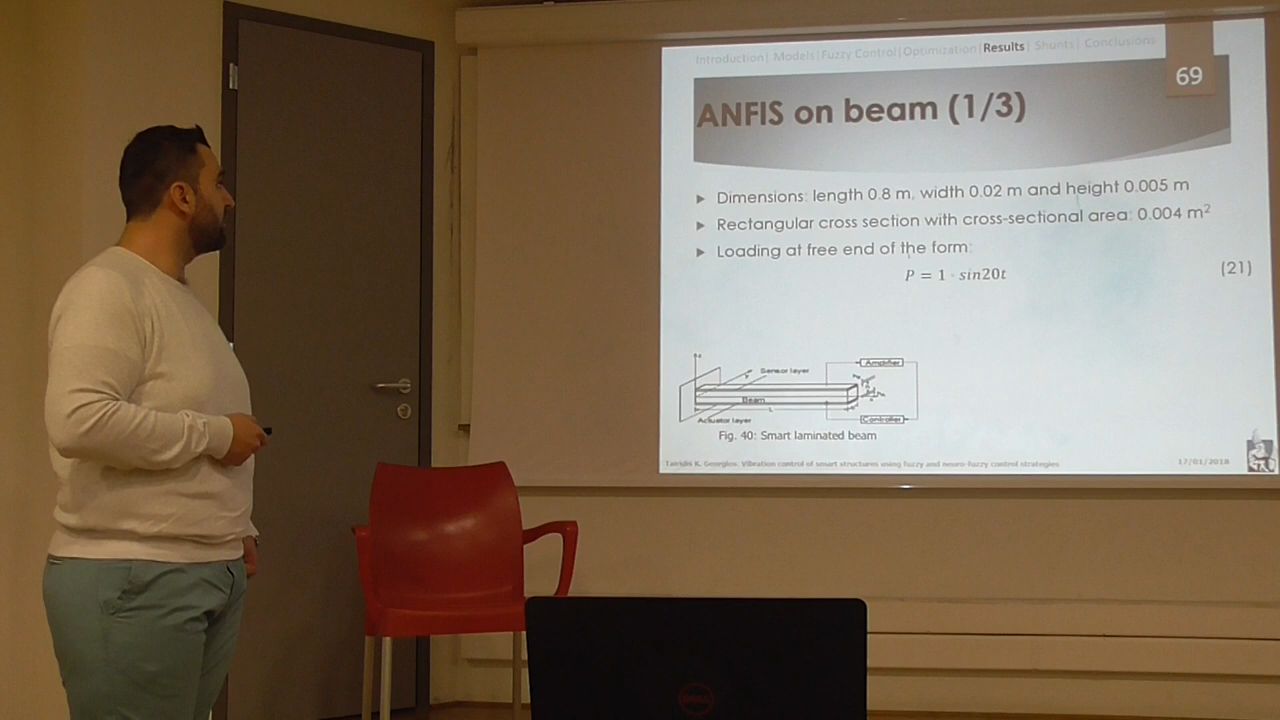 Introduction| Models|Fuzzy Control|Optimization|Results| Shunts| Conclusions
69
ANFIS on beam (1/3)
Dimensions: length 0.8 m, width 0.02 m and height 0.005 m
Rectangular cross section with cross-sectional area: 0.004 m²
Loading at free end of the form:
P = 1 · sin20t (21)
Amplifier
Sensor layer
Beam
L
Actuator layer
Controller
Fig. 40: Smart laminated beam
Tairidis K. Georgios: Vibration control of smart structures using fuzzy and neuro-fuzzy control strategies
17/01/2018
DELL